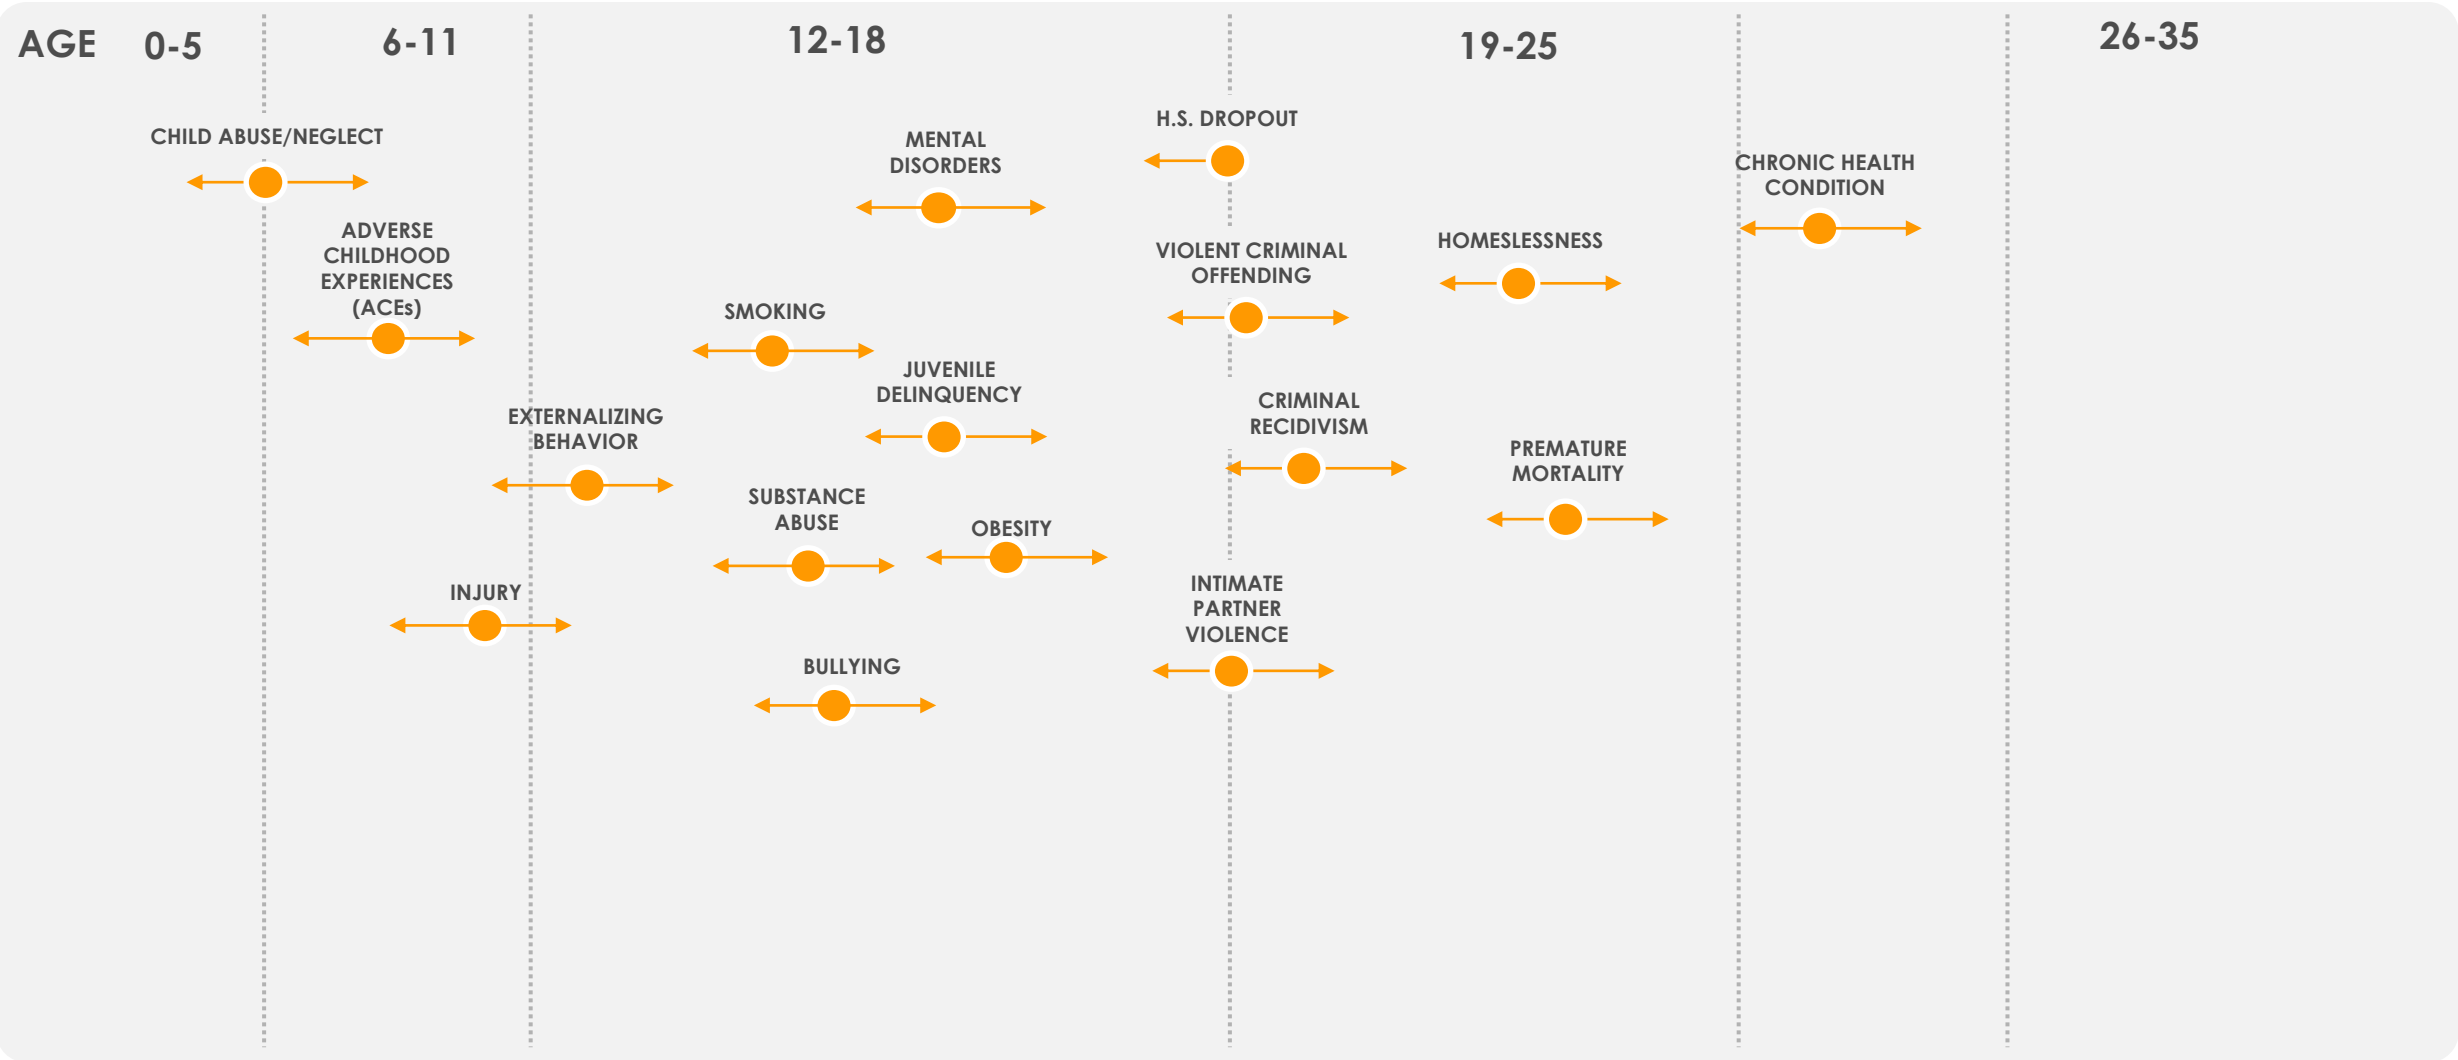 AGE 0-5 6-11 12-18 19-25 26-35
CHILD ABUSE/NEGLECT
ADVERSE
CHILDHOOD
EXPERIENCES
(ACEs)
INJURY
EXTERNALIZING
BEHAVIOR
MENTAL
DISORDERS
SMOKING
JUVENILE
DELINQUENCY
SUBSTANCE
ABUSE
OBESITY
BULLYING
H.S. DROPOUT
VIOLENT CRIMINAL
OFFENDING
CRIMINAL
RECIDIVISM
INTIMATE
PARTNER
VIOLENCE
HOMESLESSNESS
PREMATURE
MORTALITY
CHRONIC HEALTH
CONDITION